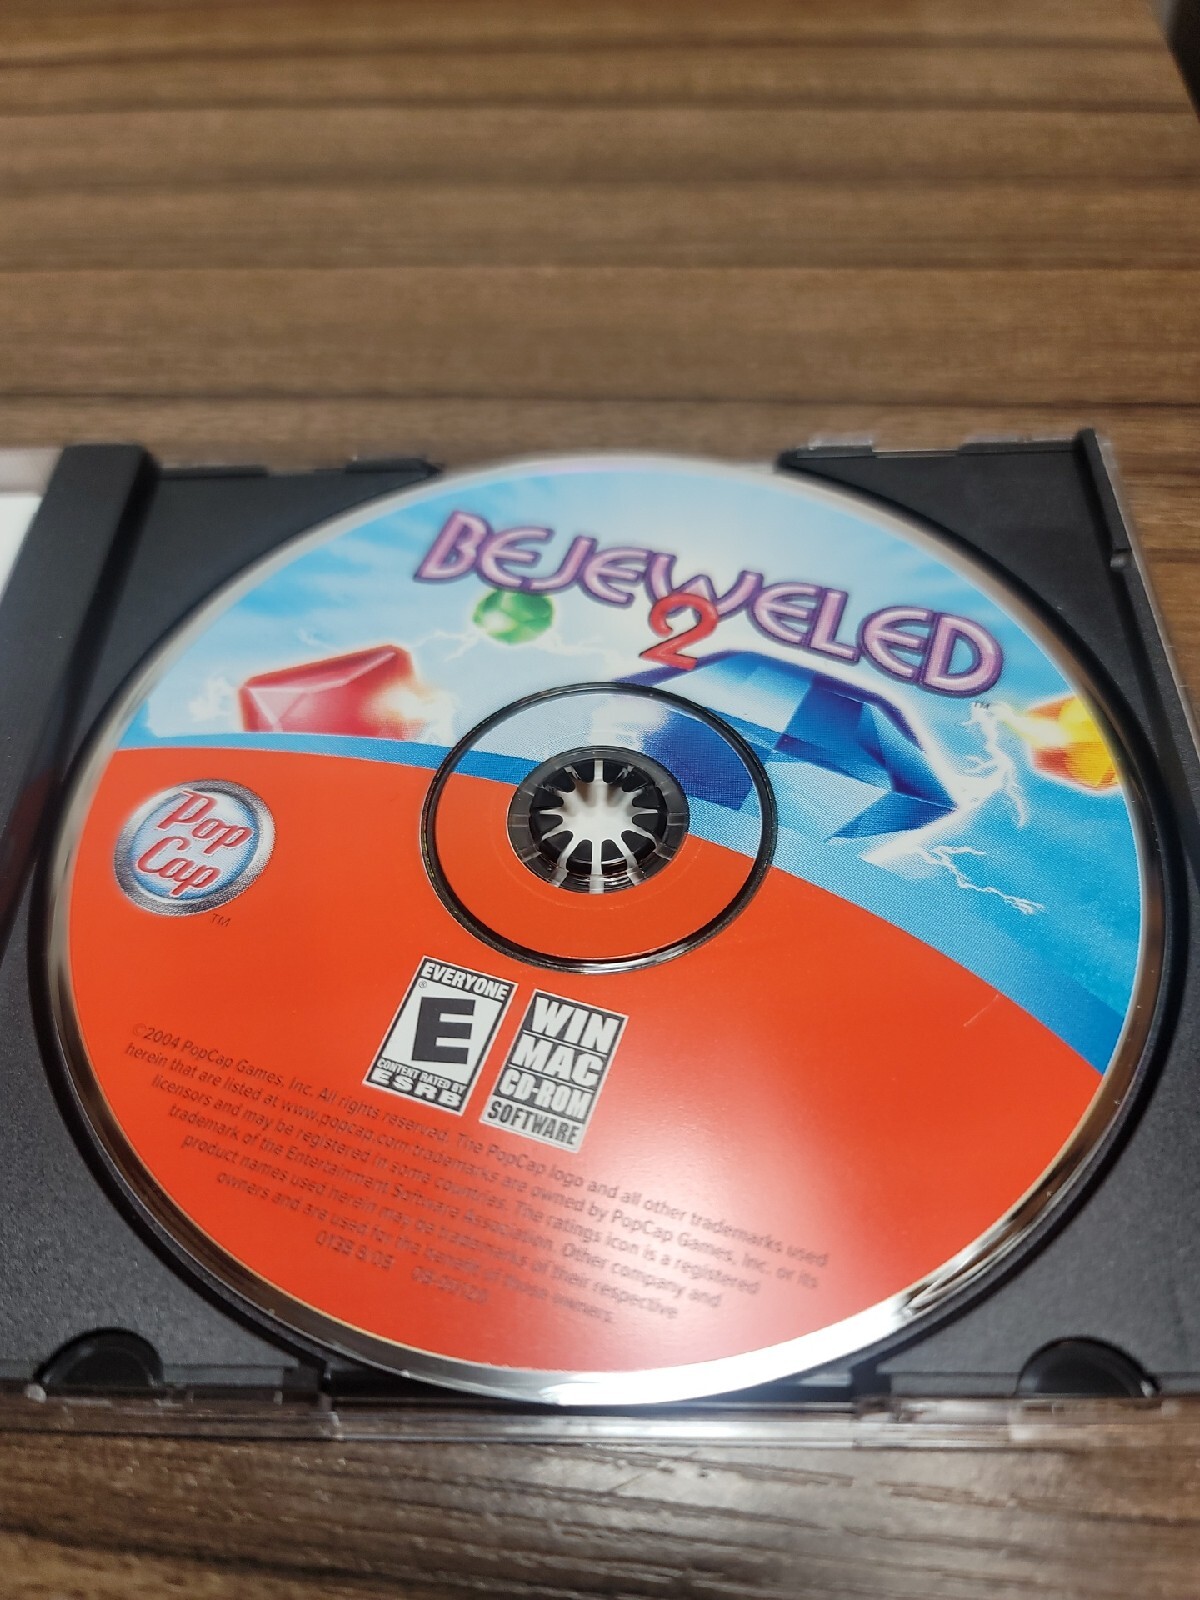 BEJEWELED
2
™
Pop
Cap
™
EVERYONE
E
®
CONTENT RATED BY
ESRB
WIN
MAC
CD-ROM
SOFTWARE
©2004 PopCap Games, Inc. All rights reserved. The PopCap logo and all other trademarks used
herein that are listed at www.popcap.com/trademarks are owned by PopCap Games, Inc. or its
licensors and may be registered in some countries. The ratings icon is a registered
trademark of the Entertainment Software Association. Other company and
product names used herein may be trademarks of their respective
owners and are used for the benefit of those owners.
0139 8/05